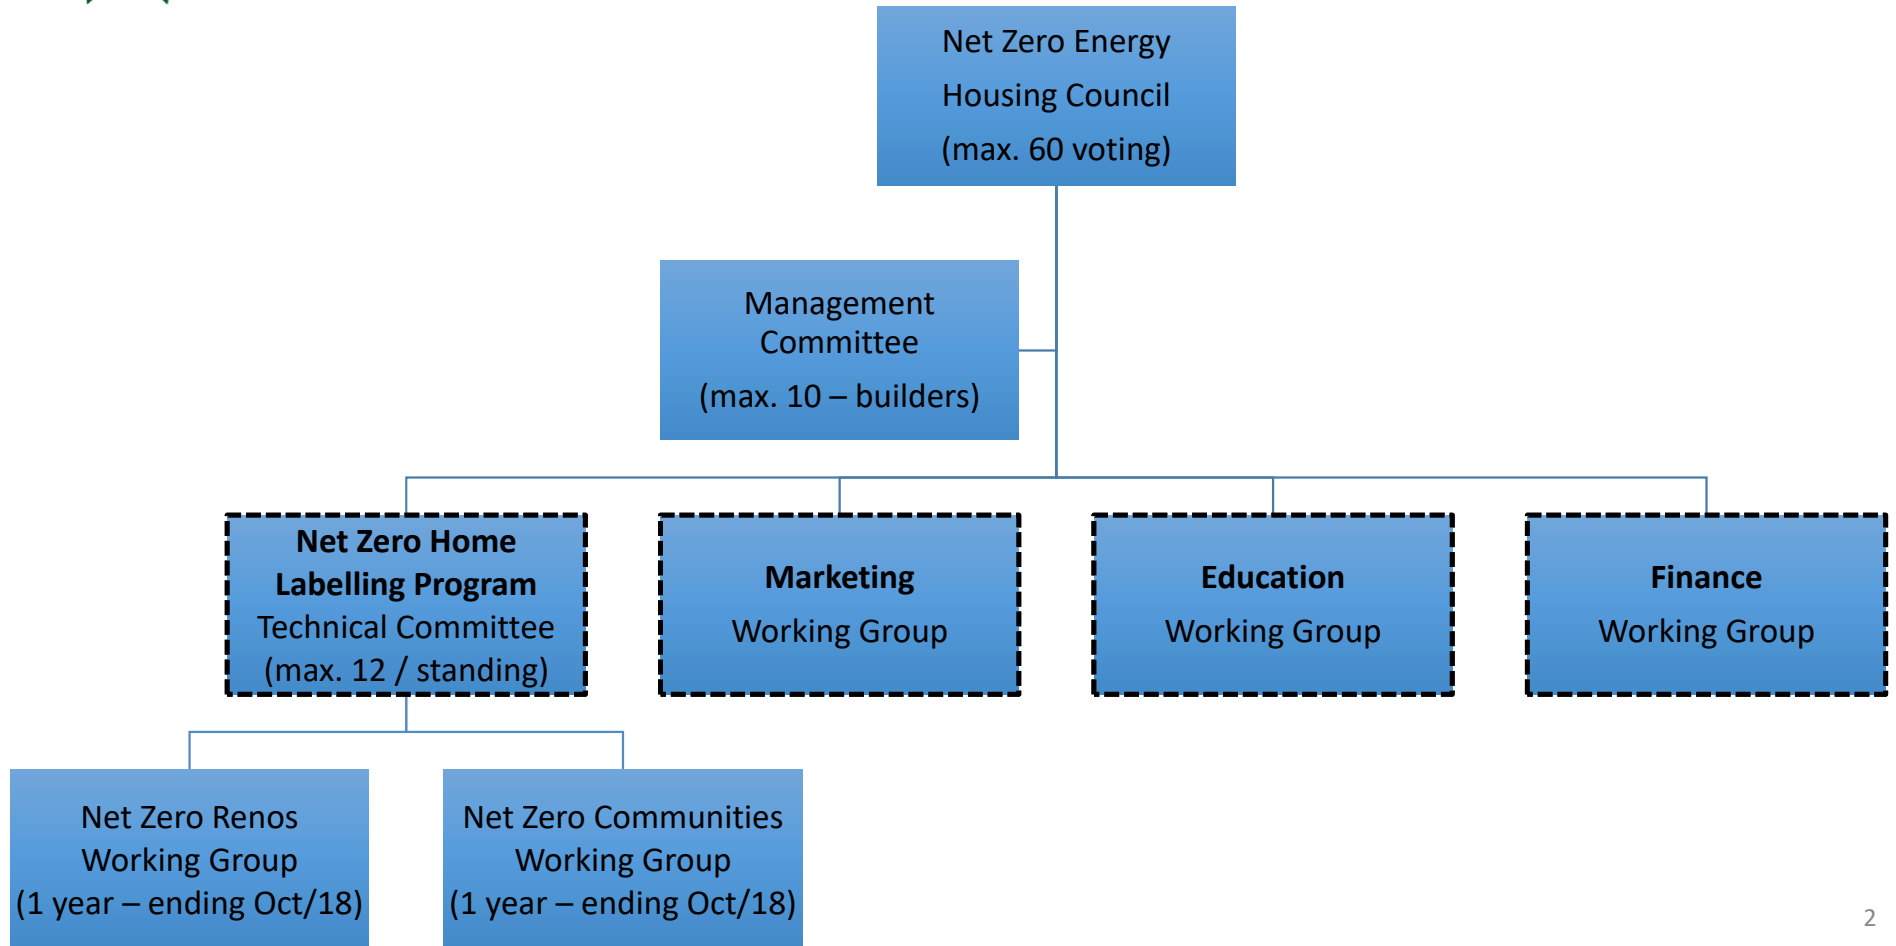 Net Zero Energy
Housing Council
(max. 60 voting)
Management
Committee
(max. 10 – builders)
Net Zero Home
Labelling Program
Technical Committee
(max. 12 / standing)
Marketing
Working Group
Education
Working Group
Finance
Working Group
Net Zero Renos
Working Group
(1 year – ending Oct/18)
Net Zero Communities
Working Group
(1 year – ending Oct/18)
2